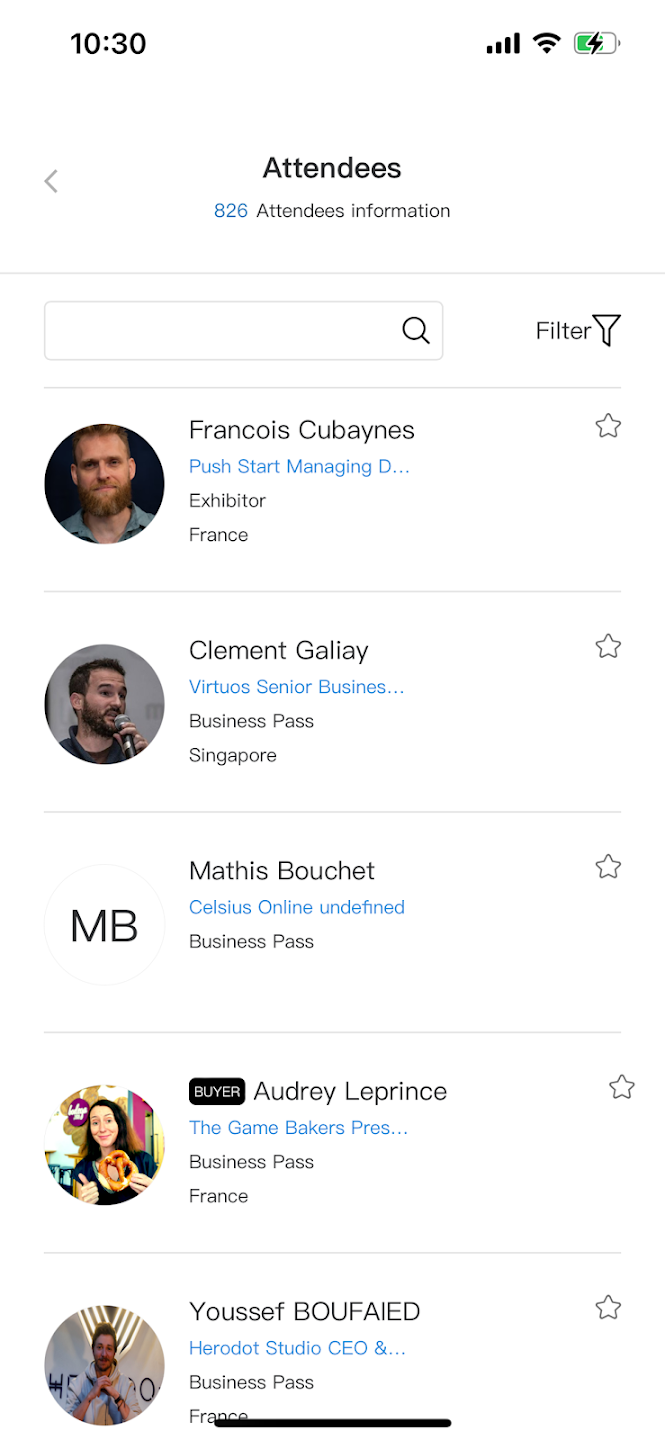 10:30
Attendees
826 Attendees information
Filter
Francois Cubaynes
Push Start Managing D...
Exhibitor
France
Clement Galiay
Virtuos Senior Busines...
Business Pass
Singapore
MB
Mathis Bouchet
Celsius Online undefined
Business Pass
BUYER Audrey Leprince
The Game Bakers Pres...
Business Pass
France
Youssef BOUFAIED
Herodot Studio CEO &...
Business Pass
France